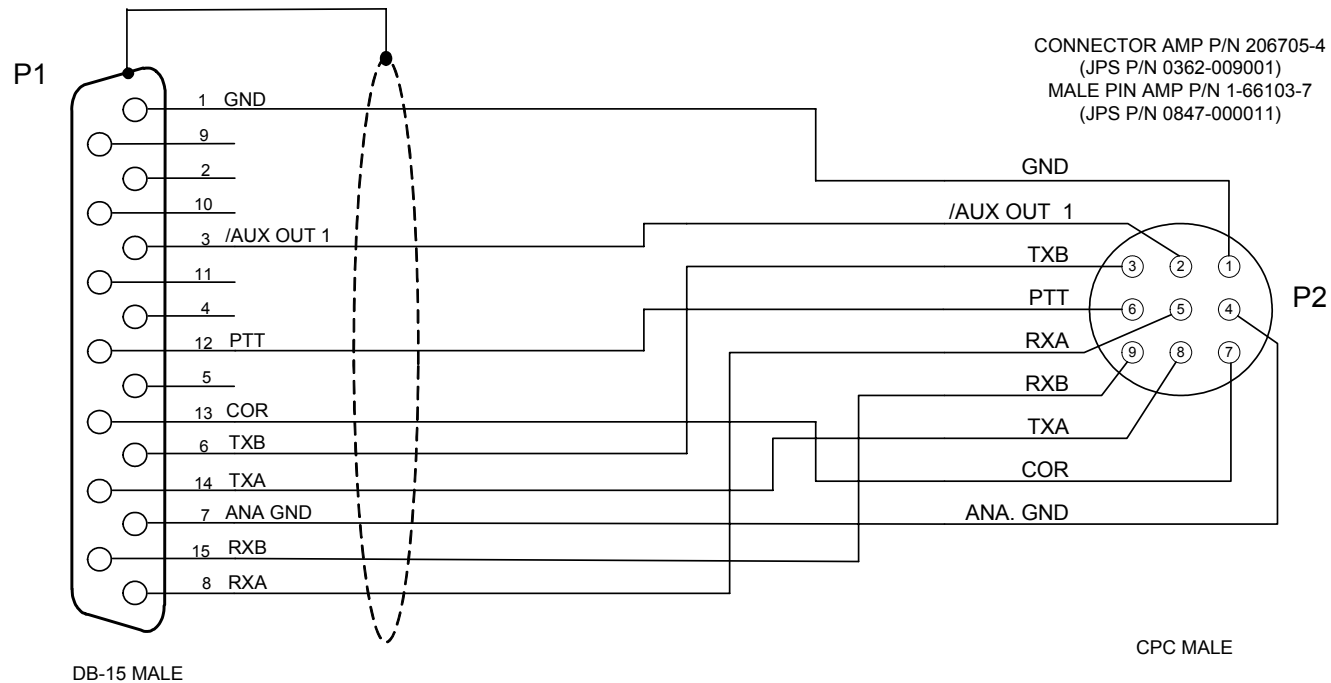 CONNECTOR AMP P/N 206705-4
(JPS P/N 0362-009001)
MALE PIN AMP P/N 1-66103-7
(JPS P/N 0847-000011)
P1
1 GND
9
2
10
3 /AUX OUT 1
11
4
12 PTT
5
13 COR
6 TXB
14 TXA
7 ANA GND
15 RXB
8 RXA
DB-15 MALE
GND
/AUX OUT 1
TXB
PTT
RXA
RXB
TXA
COR
ANA. GND
3 2 1
6 5 4
9 8 7
P2
CPC MALE